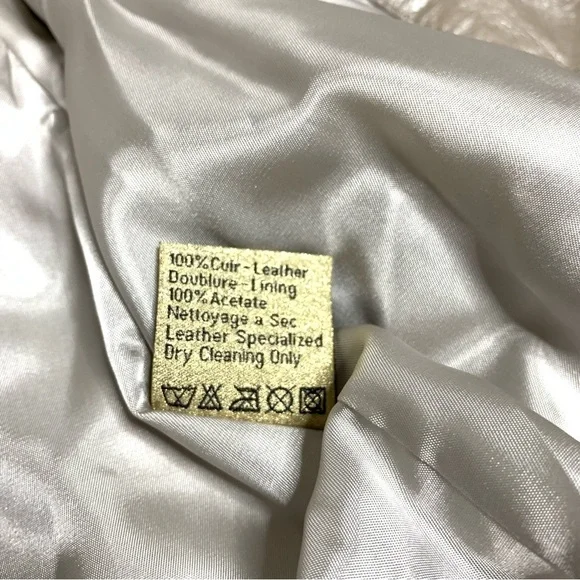 100%Cuir-Leather
Doublure-Lining
100% Acetate
Nettoyage a Sec
Leather Specialized
Dry Cleaning Only